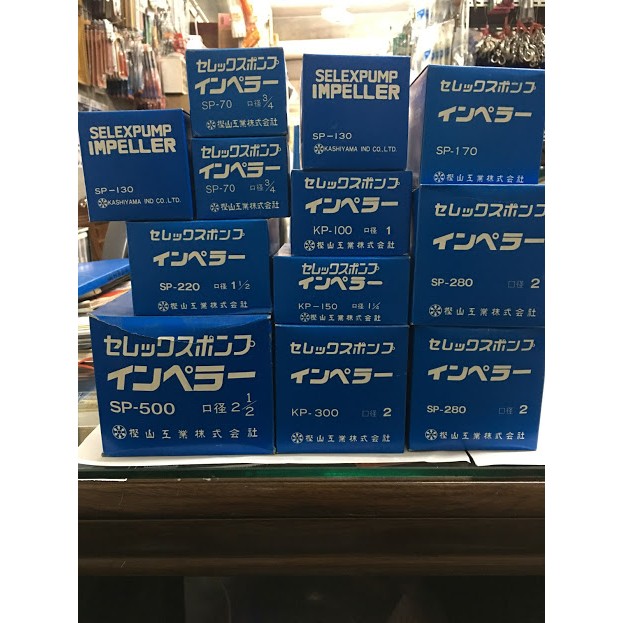 セレックスポンプ
インペラー
SP-70 口径 3/4
樫山工業株式会社
SELEXPUMP
IMPELLER
SP-130
KASHIYAMA IND CO.,LTD.
セレックスポンプ
インペラー
SP-170
樫山工業株式会社
SELEXPUMP
IMPELLER
SP-130
KASHIYAMA IND CO.,LTD.
セレックスポンプ
インペラー
SP-70 口径 3/4
樫山工業株式会社
セレックスポンプ
インペラー
KP-100 口径 1
樫山工業株式会社
セレックスポンプ
インペラー
SP-280 口径 2
樫山工業株式会社
セレックスポンプ
インペラー
SP-220 口径 1 1/2
樫山工業株式会社
セレックスポンプ
インペラー
KP-150 口径
樫山工業株式会社
セレックスポンプ
インペラー
SP-500 口径 2 1/2
樫山工業株式会社
セレックスポンプ
インペラー
KP-300 口径 2
樫山工業株式会社
セレックスポンプ
インペラー
SP-280 口径 2
樫山工業株式会社